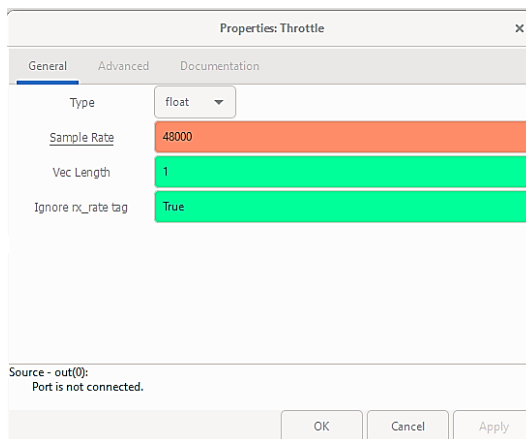 Properties: Throttle ×
General Advanced Documentation
Type float
Sample Rate 48000
Vec Length 1
Ignore rx_rate tag True
Source - out(0):
Port is not connected.
OK Cancel Apply